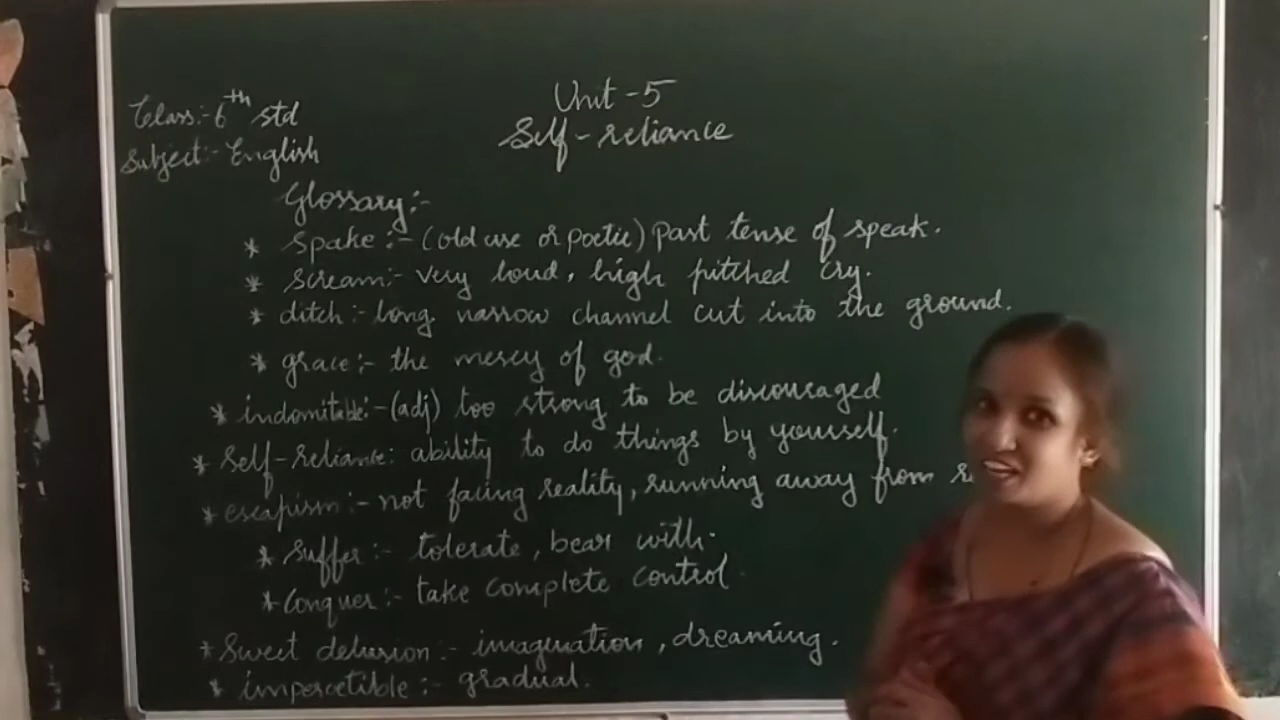 Class:- 6th std
Subject:- English
Unit - 5
Self-reliance
Glossary:-
* spake:- (old use or poetic) past tense of speak.
* scream:- very loud, high pitched cry.
* ditch:- long narrow channel cut into the ground.
* grace:- the mercy of god.
* indomitable:- (adj) too strong to be discouraged
* Self-reliance: ability to do things by yourself.
* escapism:- not facing reality, running away from
* suffer:- tolerate, bear with.
* Conquer:- take complete control.
* Sweet delusion:- imagination, dreaming.
* impercetible:- gradual.